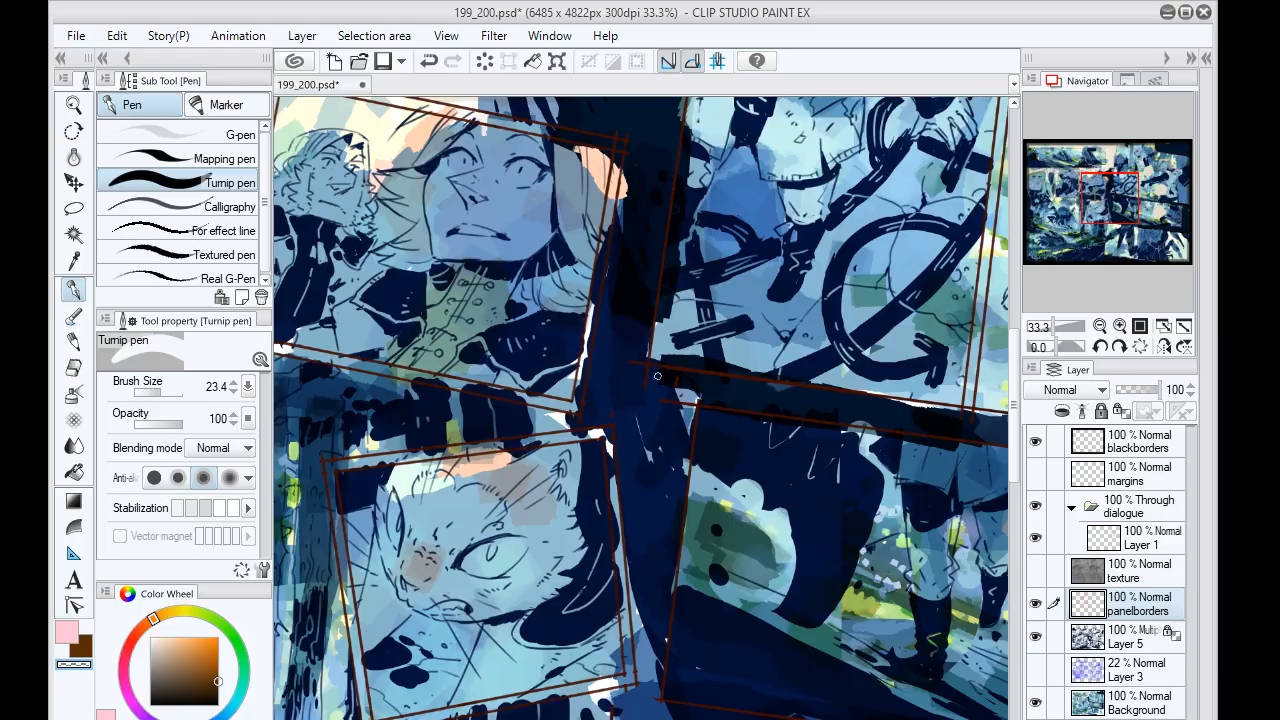 199_200.psd* (6485 x 4822px 300dpi 33.3%)  - CLIP STUDIO PAINT EX
File Edit Story(P) Animation Layer Selection area View Filter Window Help
199_200.psd*
Sub Tool [Pen]
Pen Marker
G-pen
Mapping pen
Turnip pen
Calligraphy
For effect line
Textured pen
Real G-Pen
Tool property [Turnip pen]
Turnip pen
Brush Size 23.4
Opacity 100
Blending mode Normal
Anti-ali
Stabilization
Vector magnet
Color Wheel
Navigator
33.3
0.0
Layer
Normal 100
100 % Normal
blackborders
100 % Normal
margins
100 % Through
dialogue
100 % Normal
Layer 1
100 % Normal
texture
100 % Normal
panelborders
100 % Multip
Layer 5
22 % Normal
Layer 3
100 % Normal
Background